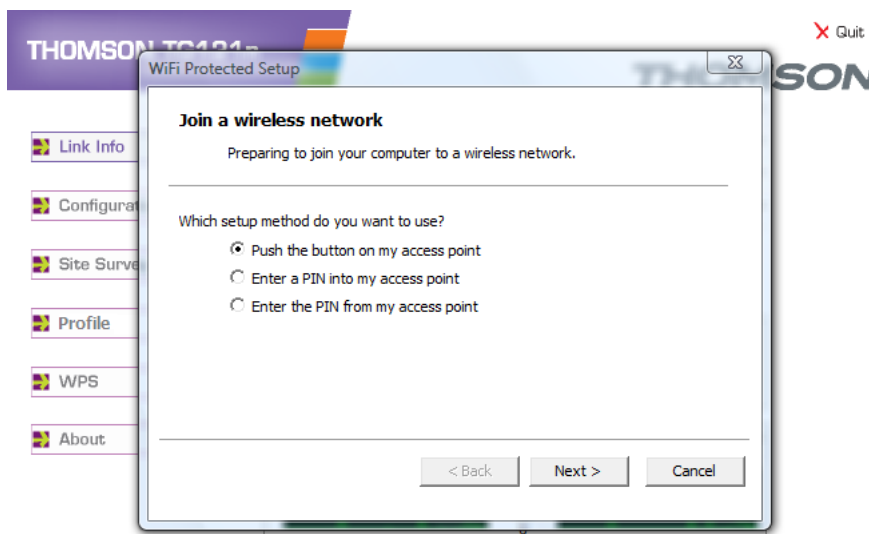 Quit
THOMSON
WiFi Protected Setup
Join a wireless network
Preparing to join your computer to a wireless network.
Which setup method do you want to use?
Push the button on my access point
Enter a PIN into my access point
Enter the PIN from my access point
< Back
Next >
Cancel
Link Info
Site
Profile
WPS
About